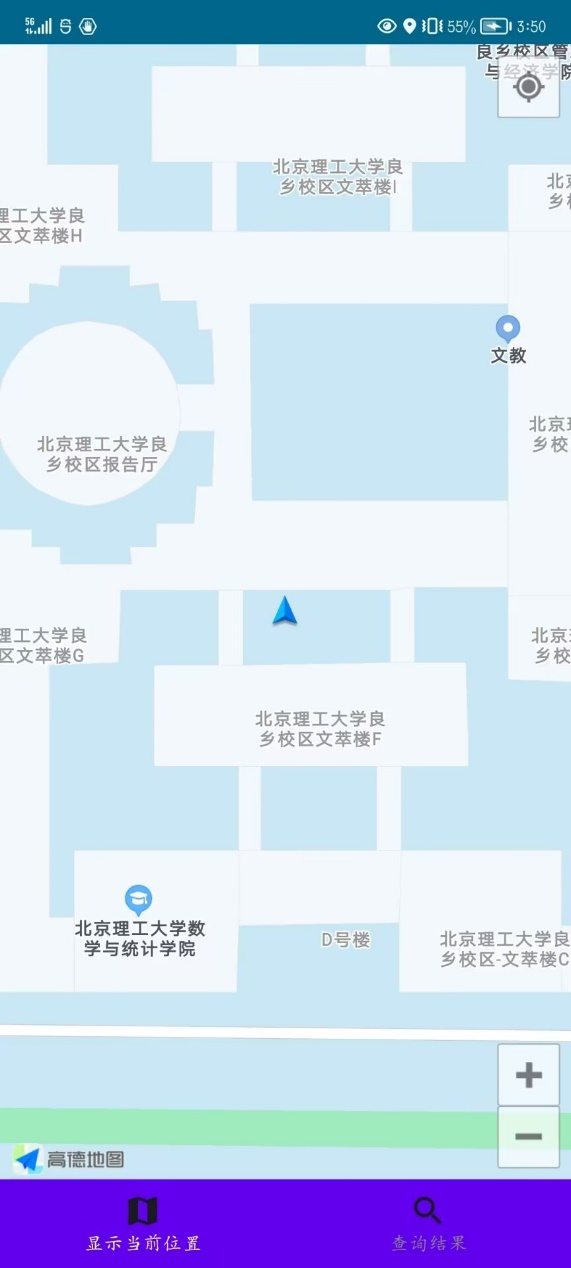 5G
55%
3:50
良乡校区管
与经济学院
北京理工大学良
乡校区文萃楼I
理工大学良
区文萃楼H
文教
北京理工大学良
乡校区报告厅
北京
乡校
理工大学良
区文萃楼G
北京
乡校
北京理工大学良
乡校区文萃楼F
北京理工大学数
学与统计学院
D号楼
北京理工大学良
乡校区-文萃楼C
高德地图
显示当前位置
查询结果